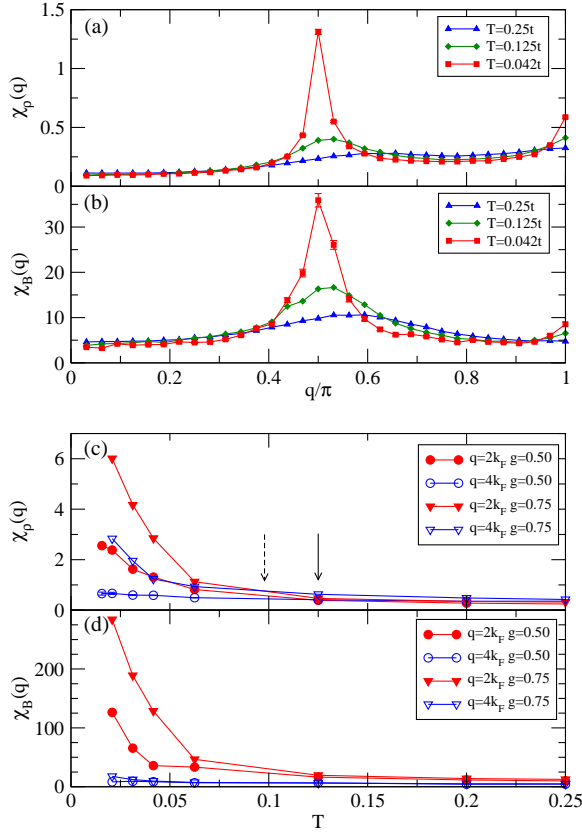 (a)
T=0.25t
T=0.125t
T=0.042t
χρ(q)
1.5
1
0.5
0
(b)
T=0.25t
T=0.125t
T=0.042t
χB(q)
30
20
10
0
0 0.2 0.4 0.6 0.8 1
q/π
(c)
q=2kF g=0.50
q=4kF g=0.50
q=2kF g=0.75
q=4kF g=0.75
χρ(q)
6
4
2
0
(d)
q=2kF g=0.50
q=4kF g=0.50
q=2kF g=0.75
q=4kF g=0.75
χB(q)
200
100
0
0 0.05 0.1 0.15 0.2 0.25
T